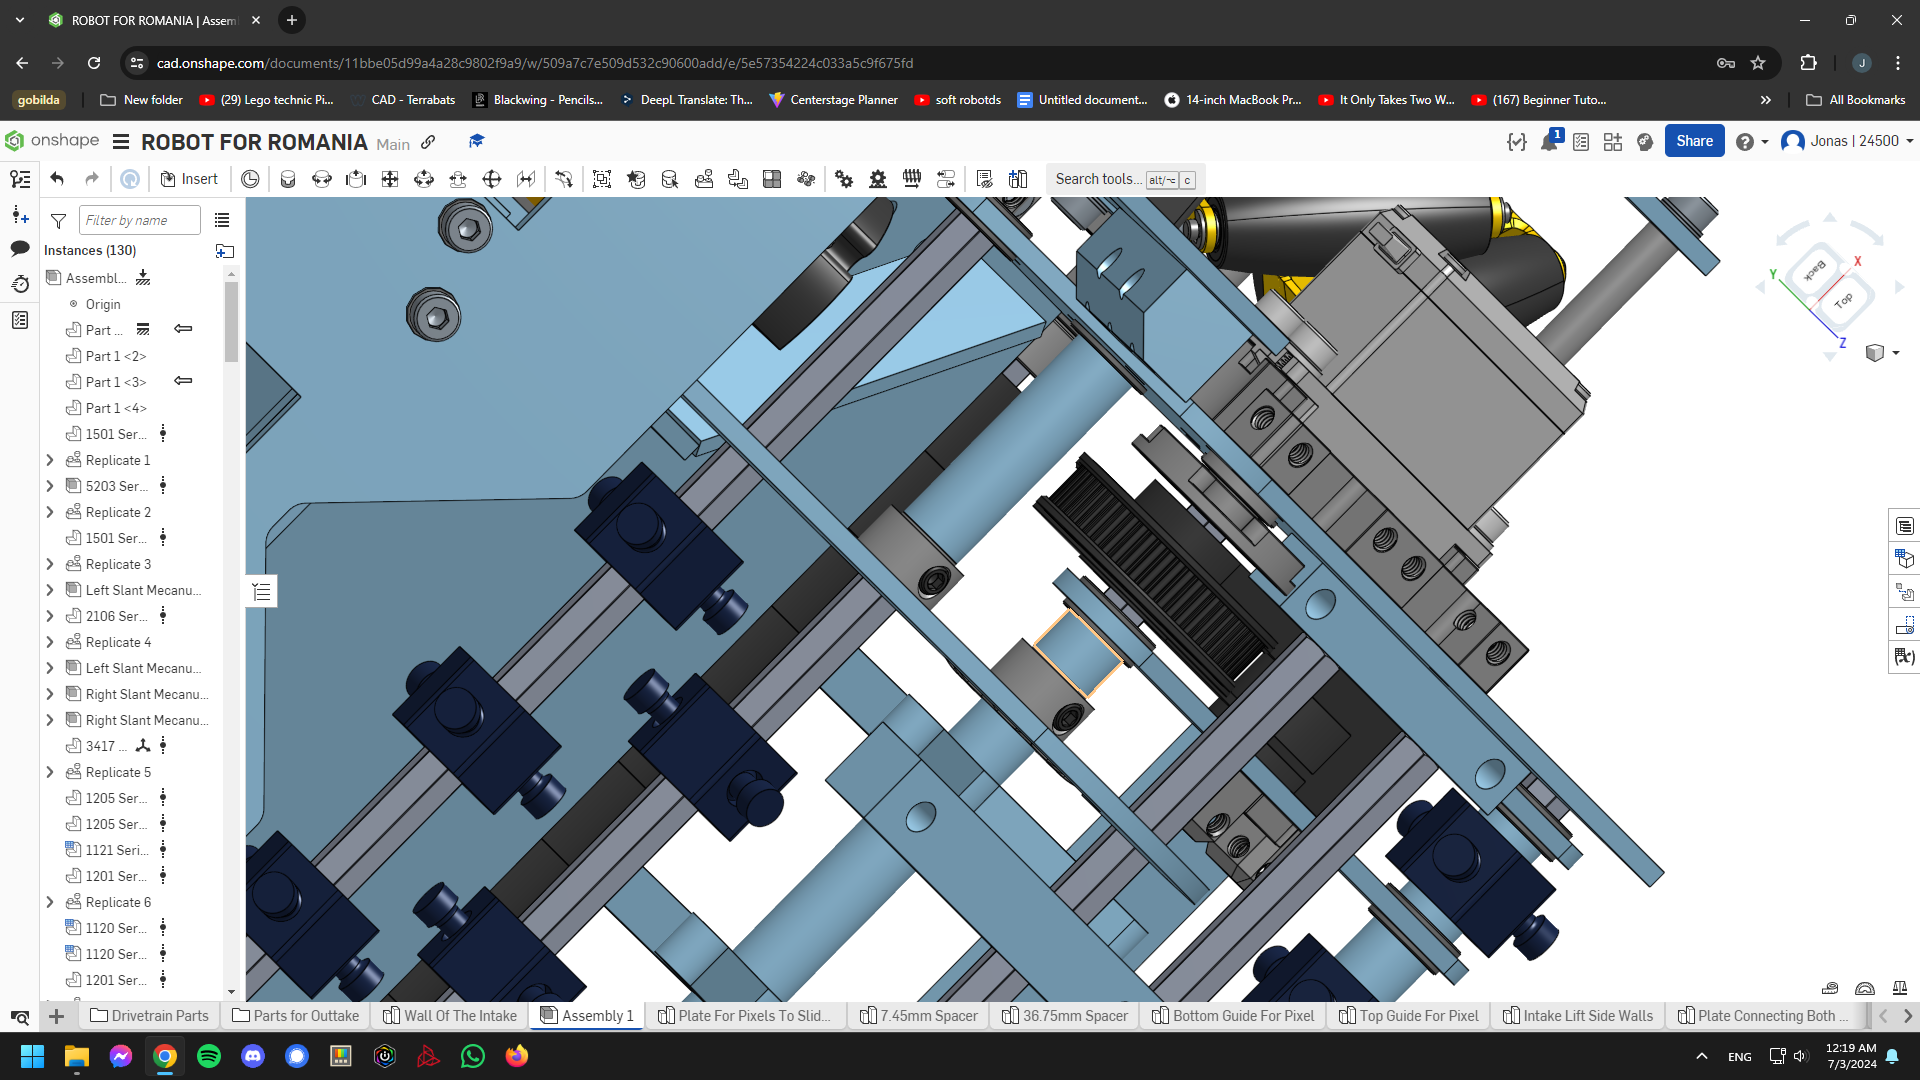 ROBOT FOR ROMANIA | Assem
cad.onshape.com/documents/11bbe05d99a4a28c9802f9a9/w/509a7c7e509d532c90600add/e/5e57354224c033a5c9f675fd
J
gobilda
New folder
(29) Lego technic Pi...
CAD - Terrabats
Blackwing - Pencils...
DeepL Translate: Th...
Centerstage Planner
soft robotds
Untitled document...
14-inch MacBook Pr...
It Only Takes Two W...
(167) Beginner Tuto...
All Bookmarks
onshape
ROBOT FOR ROMANIA Main
1
Share
Jonas | 24500
Insert
Search tools... alt/⌥ c
Filter by name
Instances (130)
Assembl...
Origin
Part ...
Part 1 <2>
Part 1 <3>
Part 1 <4>
1501 Ser...
Replicate 1
5203 Ser...
Replicate 2
1501 Ser...
Replicate 3
Left Slant Mecanu...
2106 Ser...
Replicate 4
Left Slant Mecanu...
Right Slant Mecanu...
Right Slant Mecanu...
3417 ...
Replicate 5
1205 Ser...
1205 Ser...
1121 Seri...
1201 Ser...
Replicate 6
1120 Ser...
1120 Ser...
1201 Ser...
Back
Top
X
Y
Z
Drivetrain Parts
Parts for Outtake
Wall Of The Intake
Assembly 1
Plate For Pixels To Slid...
7.45mm Spacer
36.75mm Spacer
Bottom Guide For Pixel
Top Guide For Pixel
Intake Lift Side Walls
Plate Connecting Both ...
ENG
12:19 AM
7/3/2024